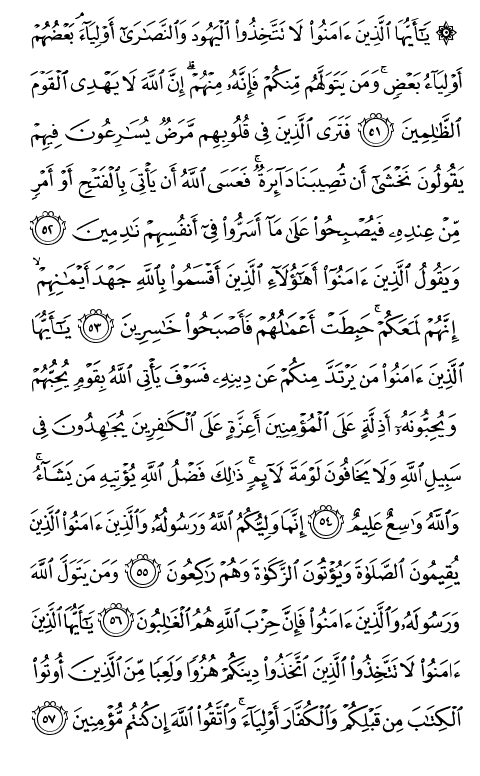 ۞ يَـٰٓأَيُّهَا ٱلَّذِينَ ءَامَنُوا۟ لَا تَتَّخِذُوا۟ ٱلْيَهُودَ وَٱلنَّصَـٰرَىٰٓ أَوْلِيَآءَ ۘ بَعْضُهُمْ
أَوْلِيَآءُ بَعْضٍ ۚ وَمَن يَتَوَلَّهُم مِّنكُمْ فَإِنَّهُۥ مِنْهُمْ ۗ إِنَّ ٱللَّهَ لَا يَهْدِى ٱلْقَوْمَ
ٱلظَّـٰلِمِينَ ٥١ فَتَرَى ٱلَّذِينَ فِى قُلُوبِهِم مَّرَضٌ يُسَـٰرِعُونَ فِيهِمْ
يَقُولُونَ نَخْشَىٰٓ أَن تُصِيبَنَا دَآئِرَةٌ ۚ فَعَسَى ٱللَّهُ أَن يَأْتِىَ بِٱلْفَتْحِ أَوْ أَمْرٍ
مِّنْ عِندِهِۦ فَيُصْبِحُوا۟ عَلَىٰ مَآ أَسَرُّوا۟ فِىٓ أَنفُسِهِمْ نَـٰدِمِينَ ٥٢
وَيَقُولُ ٱلَّذِينَ ءَامَنُوٓا۟ أَهَـٰٓؤُلَآءِ ٱلَّذِينَ أَقْسَمُوا۟ بِٱللَّهِ جَهْدَ أَيْمَـٰنِهِمْ ۙ
إِنَّهُمْ لَمَعَكُمْ ۚ حَبِطَتْ أَعْمَـٰلُهُمْ فَأَصْبَحُوا۟ خَـٰسِرِينَ ٥٣ يَـٰٓأَيُّهَا
ٱلَّذِينَ ءَامَنُوا۟ مَن يَرْتَدَّ مِنكُمْ عَن دِينِهِۦ فَسَوْفَ يَأْتِى ٱللَّهُ بِقَوْمٍ يُحِبُّهُمْ
وَيُحِبُّونَهُۥٓ أَذِلَّةٍ عَلَى ٱلْمُؤْمِنِينَ أَعِزَّةٍ عَلَى ٱلْكَـٰفِرِينَ يُجَـٰهِدُونَ فِى
سَبِيلِ ٱللَّهِ وَلَا يَخَافُونَ لَوْمَةَ لَآئِمٍ ۚ ذَٰلِكَ فَضْلُ ٱللَّهِ يُؤْتِيهِ مَن يَشَآءُ ۚ
وَٱللَّهُ وَٰسِعٌ عَلِيمٌ ٥٤ إِنَّمَا وَلِيُّكُمُ ٱللَّهُ وَرَسُولُهُۥ وَٱلَّذِينَ ءَامَنُوا۟ ٱلَّذِينَ
يُقِيمُونَ ٱلصَّلَوٰةَ وَيُؤْتُونَ ٱلزَّكَوٰةَ وَهُمْ رَٰكِعُونَ ٥٥ وَمَن يَتَوَلَّ ٱللَّهَ
وَرَسُولَهُۥ وَٱلَّذِينَ ءَامَنُوا۟ فَإِنَّ حِزْبَ ٱللَّهِ هُمُ ٱلْغَـٰلِبُونَ ٥٦ يَـٰٓأَيُّهَا ٱلَّذِينَ
ءَامَنُوا۟ لَا تَتَّخِذُوا۟ ٱلَّذِينَ ٱتَّخَذُوا۟ دِينَكُمْ هُزُوًا وَلَعِبًا مِّنَ ٱلَّذِينَ أُوتُوا۟
ٱلْكِتَـٰبَ مِن قَبْلِكُمْ وَٱلْكُفَّارَ أَوْلِيَآءَ ۚ وَٱتَّقُوا۟ ٱللَّهَ إِن كُنتُم مُّؤْمِنِينَ ٥٧